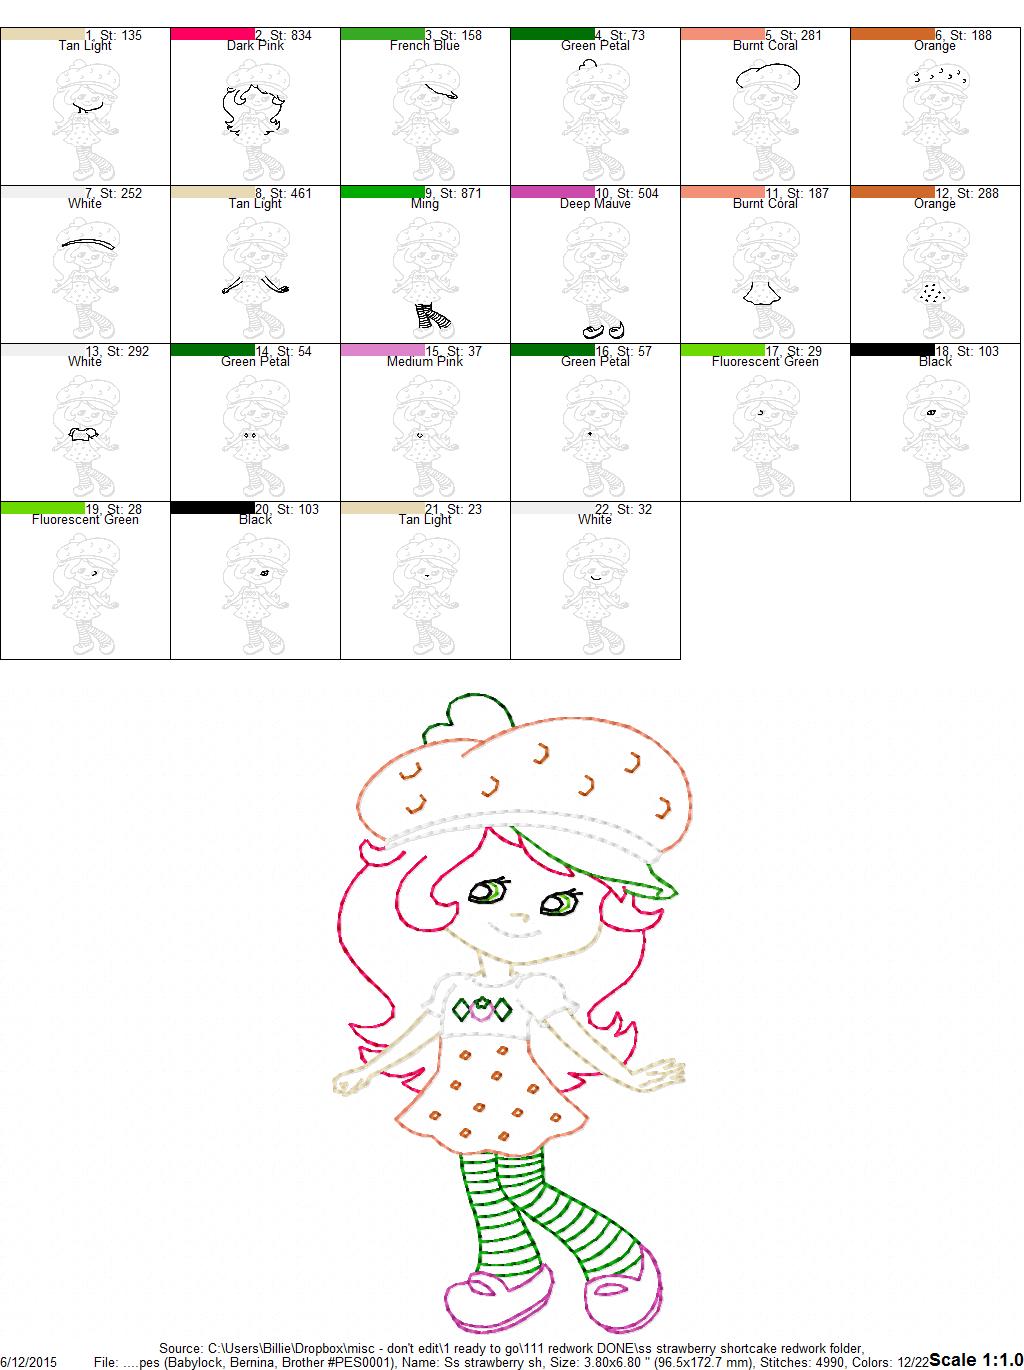 1, St: 135 2, St: 834 3, St: 158 4, St: 73 5, St: 281 6, St: 188
Tan Light Dark Pink French Blue Green Petal Burnt Coral Orange
7, St: 252 8, St: 461 9, St: 871 10, St: 504 11, St: 187 12, St: 288
White Tan Light Ming Deep Mauve Burnt Coral Orange
13, St: 292 14, St: 54 15, St: 37 16, St: 57 17, St: 29 18, St: 103
White Green Petal Medium Pink Green Petal Fluorescent Green Black
19, St: 28 20, St: 103 21, St: 23 22, St: 32
Fluorescent Green Black Tan Light White
Source: C:\Users\Billie\Dropbox\misc - don't edit\1 ready to go\111 redwork DONE\ss strawberry shortcake redwork folder,
6/12/2015 File: ....pes (Babylock, Bernina, Brother #PES0001), Name: Ss strawberry sh, Size: 3.80x6.80 " (96.5x172.7 mm), Stitches: 4990, Colors: 12/22 Scale 1:1.0